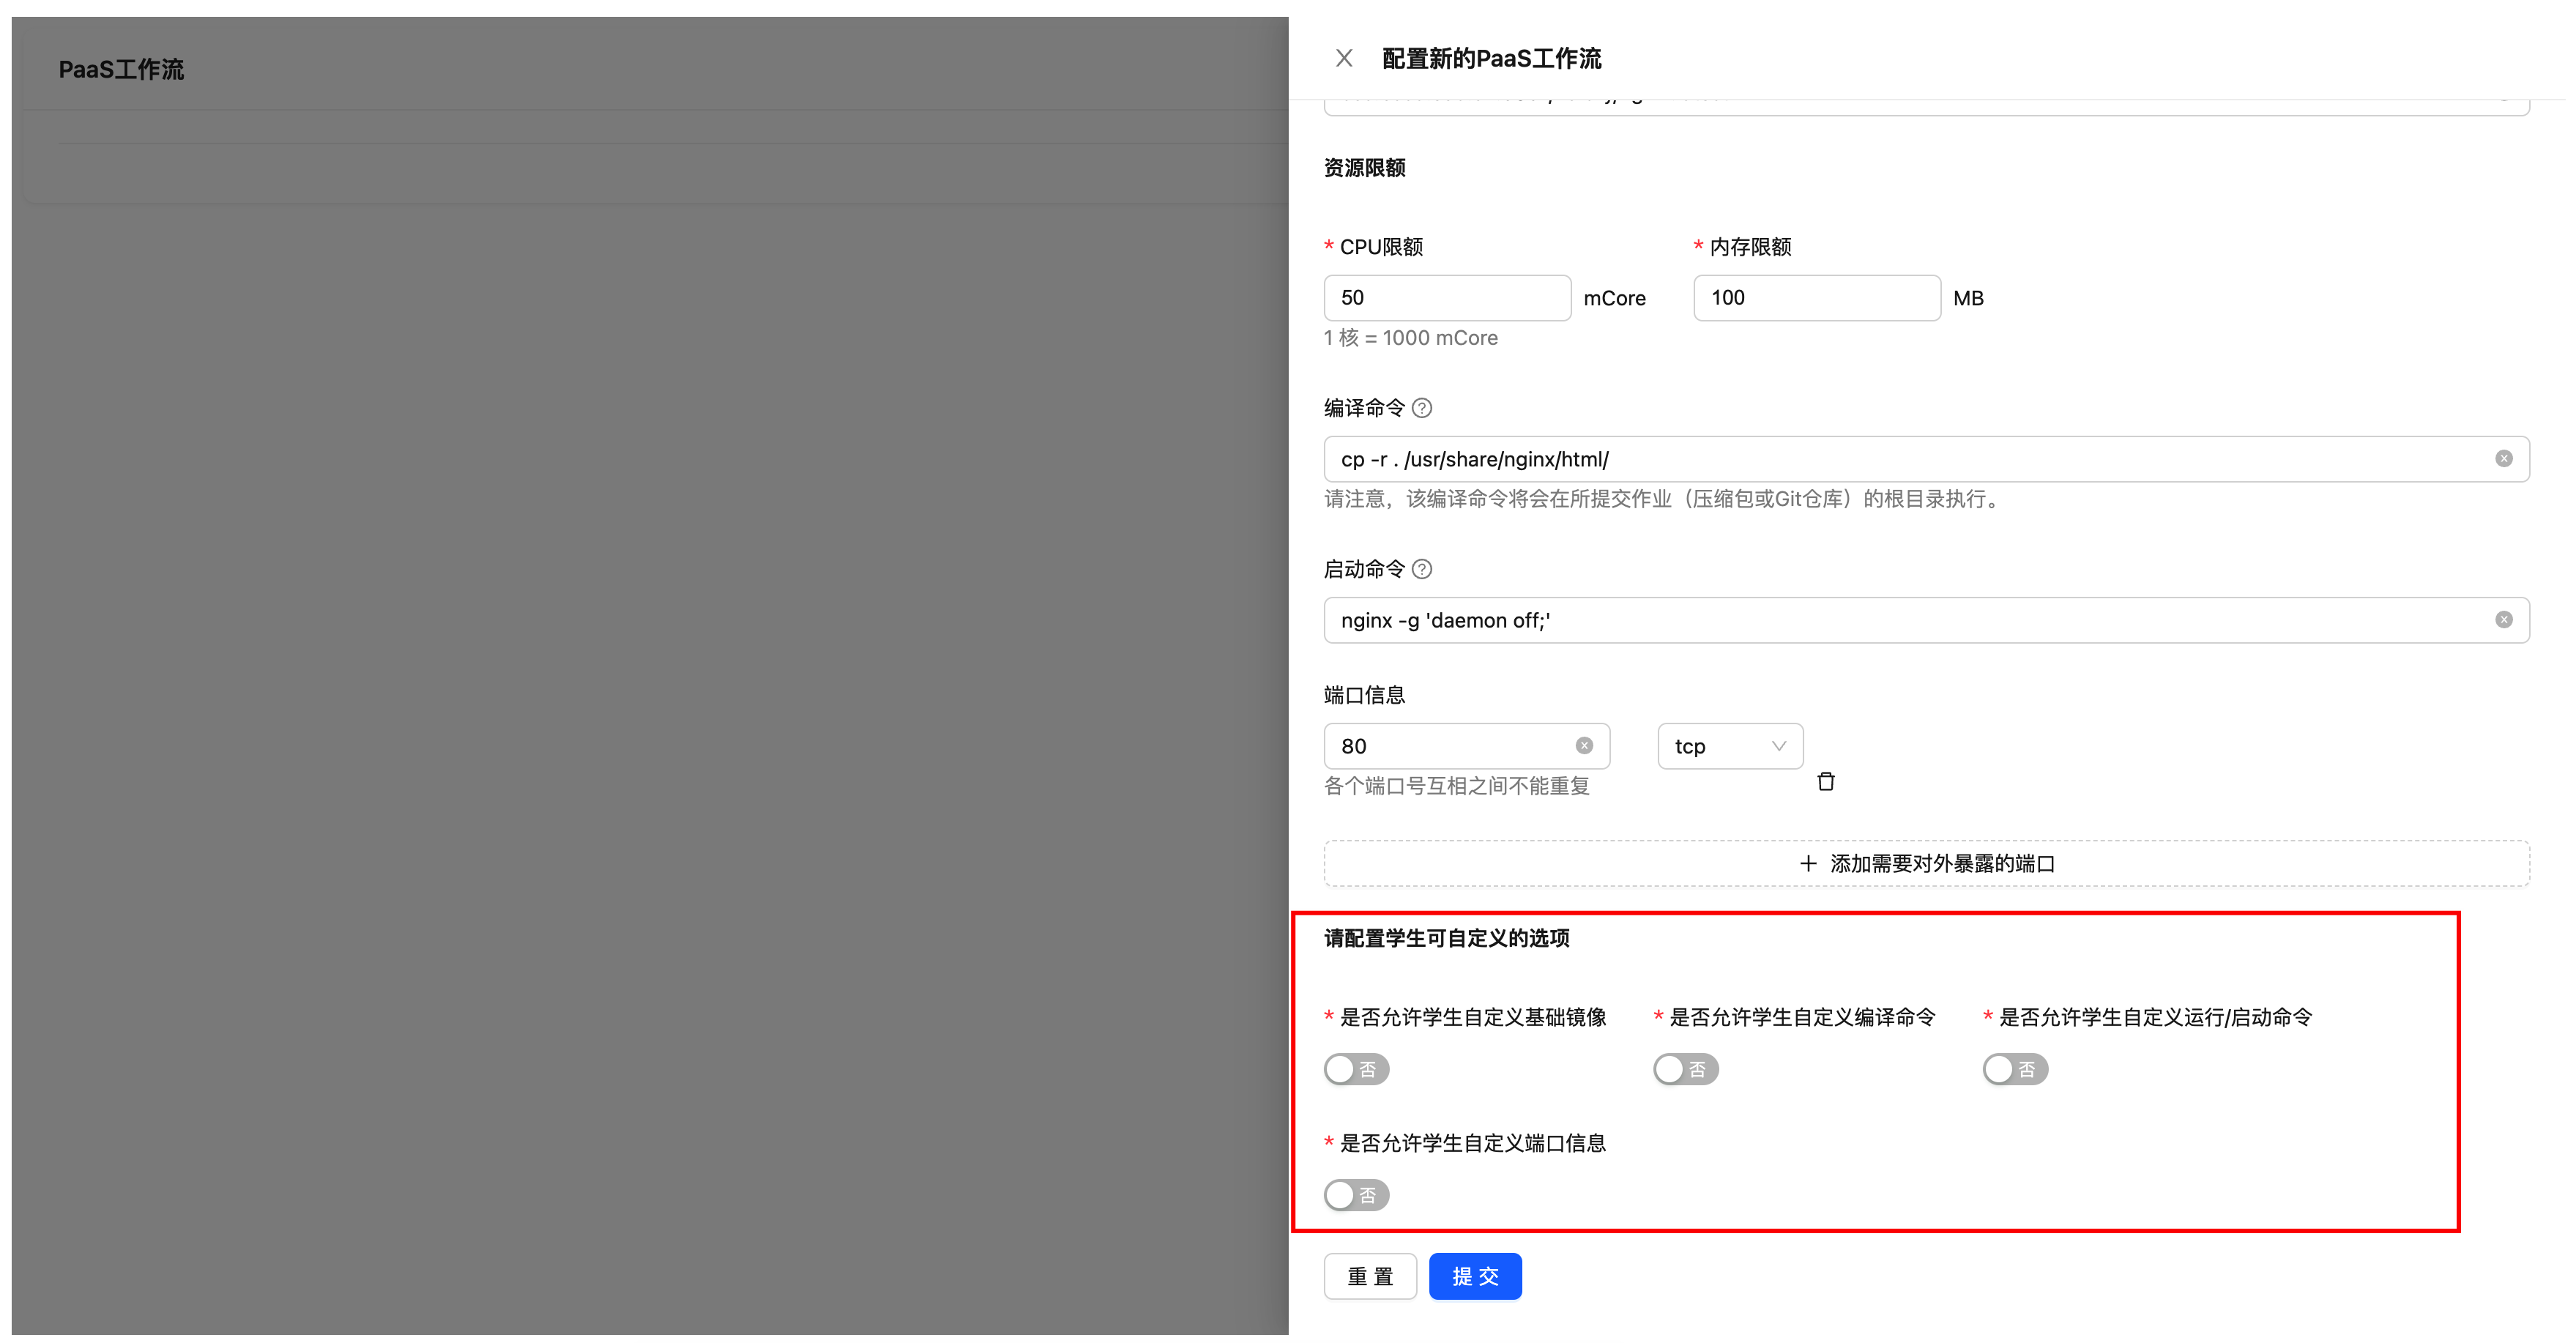 PaaS工作流
配置新的PaaS工作流
资源限额
* CPU限额
* 内存限额
50 mCore
100 MB
1 核 = 1000 mCore
编译命令
cp -r . /usr/share/nginx/html/
请注意，该编译命令将会在所提交作业（压缩包或Git仓库）的根目录执行。
启动命令
nginx -g 'daemon off;'
端口信息
80
tcp
各个端口号互相之间不能重复
+ 添加需要对外暴露的端口
请配置学生可自定义的选项
* 是否允许学生自定义基础镜像
* 是否允许学生自定义编译命令
* 是否允许学生自定义运行/启动命令
否
否
否
* 是否允许学生自定义端口信息
否
重 置
提 交